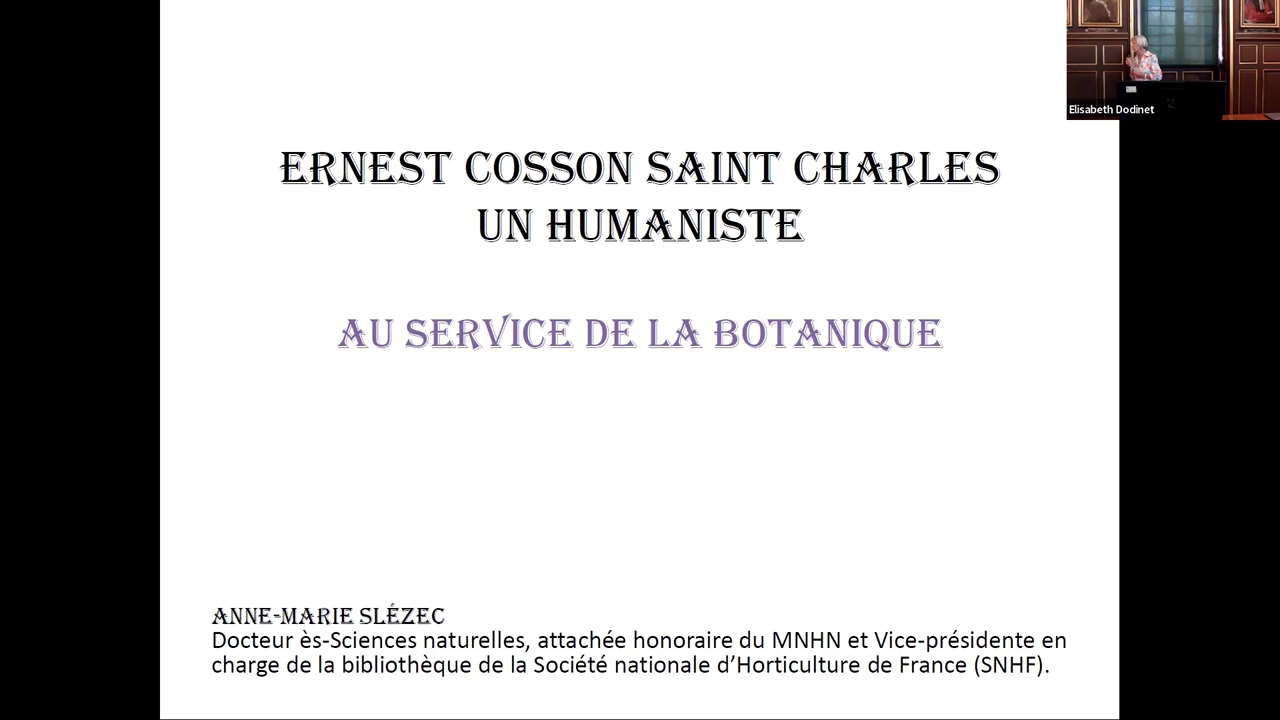 Elisabeth Dodinet
ERNEST COSSON SAINT CHARLES
UN HUMANISTE
AU SERVICE DE LA BOTANIQUE
ANNE-MARIE SLÉZEC
Docteur ès-Sciences naturelles, attachée honoraire du MNHN et Vice-présidente en
charge de la bibliothèque de la Société nationale d’Horticulture de France (SNHF).